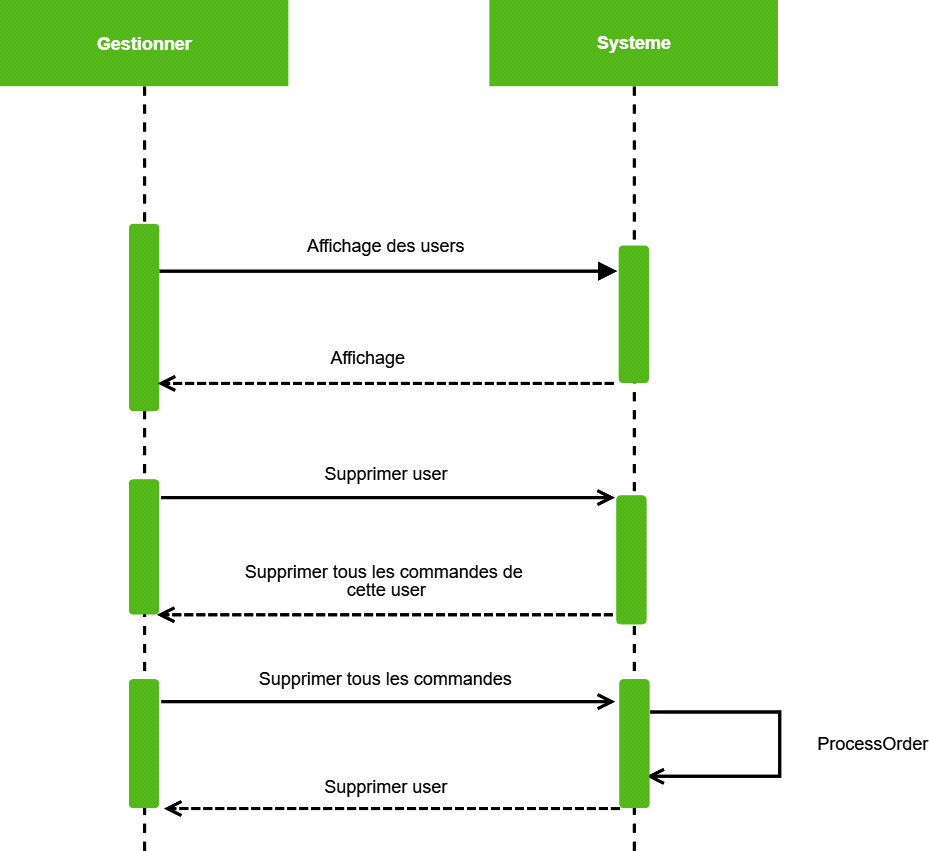 Gestionner
Systeme
Affichage des users
Affichage
Supprimer user
Supprimer tous les commandes de
cette user
Supprimer tous les commandes
ProcessOrder
Supprimer user